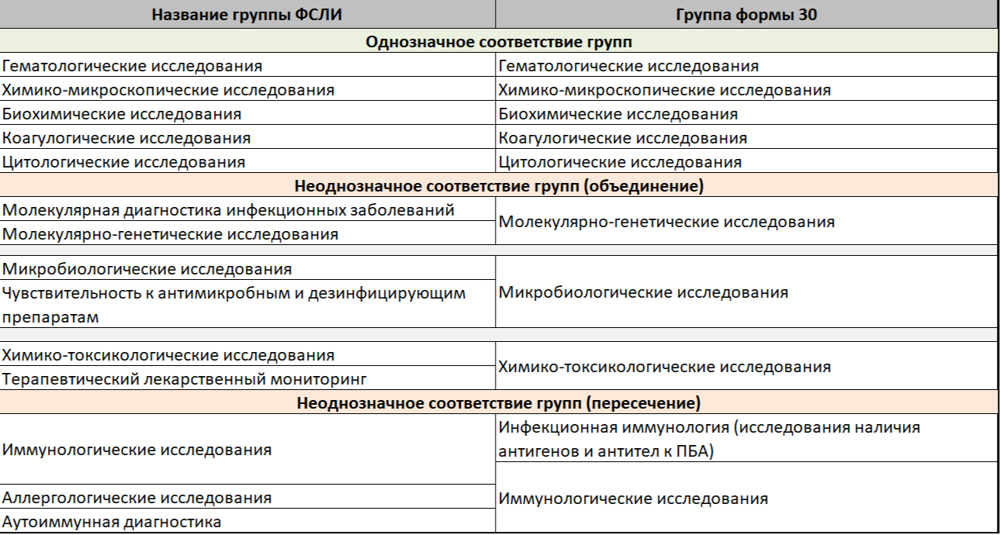 Название группы ФСЛИ
Группа формы 30
Однозначное соответствие групп
Гематологические исследования
Гематологические исследования
Химико-микроскопические исследования
Химико-микроскопические исследования
Биохимические исследования
Биохимические исследования
Коагулогические исследования
Коагулогические исследования
Цитологические исследования
Цитологические исследования
Неоднозначное соответствие групп (объединение)
Молекулярная диагностика инфекционных заболеваний
Молекулярно-генетические исследования
Молекулярно-генетические исследования
Микробиологические исследования
Чувствительность к антимикробным и дезинфицирующим
препаратам
Микробиологические исследования
Химико-токсикологические исследования
Терапевтический лекарственный мониторинг
Химико-токсикологические исследования
Неоднозначное соответствие групп (пересечение)
Иммунологические исследования
Инфекционная иммунология (исследования наличия
антигенов и антител к ПБА)
Аллергологические исследования
Аутоиммунная диагностика
Иммунологические исследования